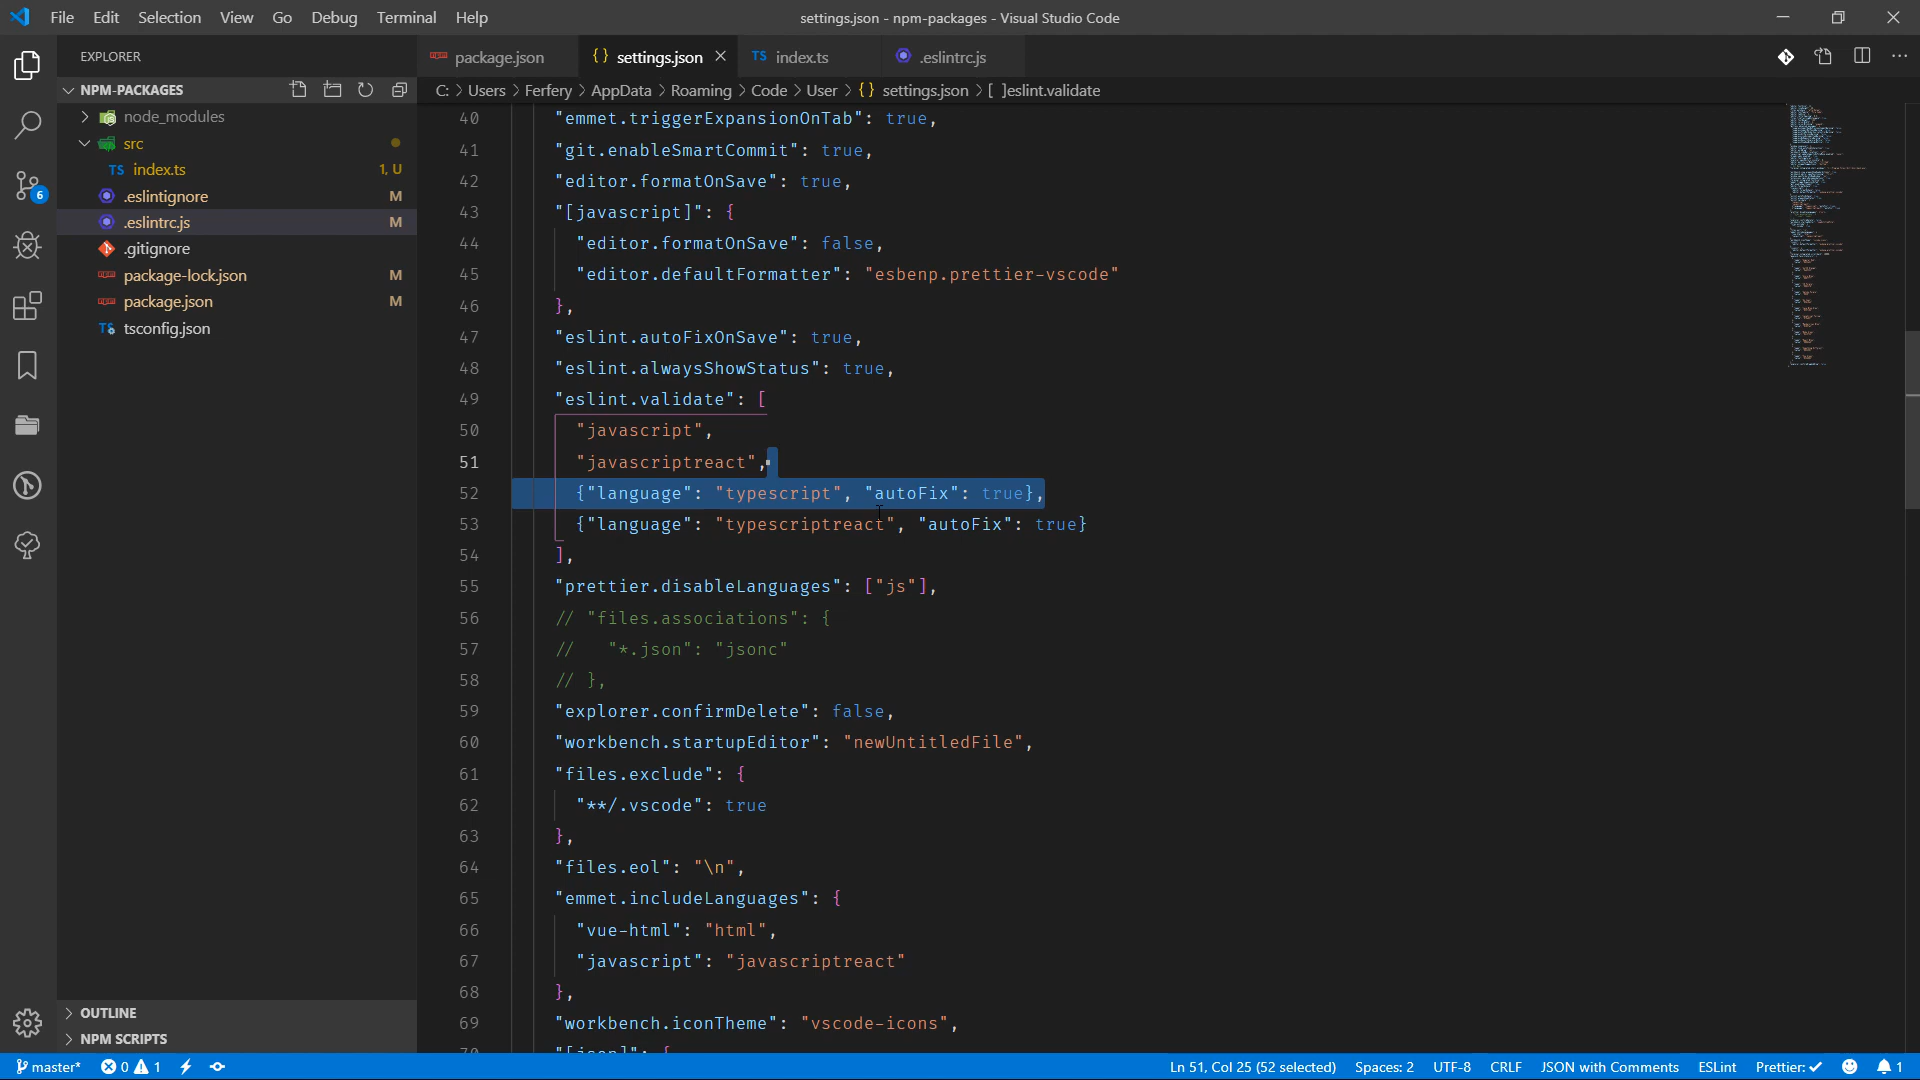 File Edit Selection View Go Debug Terminal Help
settings.json - npm-packages - Visual Studio Code
EXPLORER
NPM-PACKAGES
node_modules
src
TS index.ts 1, U
.eslintignore M
.eslintrc.js M
.gitignore
package-lock.json M
package.json M
TS tsconfig.json
OUTLINE
NPM SCRIPTS
6
package.json {} settings.json TS index.ts .eslintrc.js
C: > Users > Ferfery > AppData > Roaming > Code > User > {} settings.json > [ ]eslint.validate
40 "emmet.triggerExpansionOnTab": true,
41 "git.enableSmartCommit": true,
42 "editor.formatOnSave": true,
43 "[javascript]": {
44 "editor.formatOnSave": false,
45 "editor.defaultFormatter": "esbenp.prettier-vscode"
46 },
47 "eslint.autoFixOnSave": true,
48 "eslint.alwaysShowStatus": true,
49 "eslint.validate": [
50 "javascript",
51 "javascriptreact",
52 {"language": "typescript", "autoFix": true},
53 {"language": "typescriptreact", "autoFix": true}
54 ],
55 "prettier.disableLanguages": ["js"],
56 // "files.associations": {
57 //   "*.json": "jsonc"
58 // },
59 "explorer.confirmDelete": false,
60 "workbench.startupEditor": "newUntitledFile",
61 "files.exclude": {
62 "**/.vscode": true
63 },
64 "files.eol": "\n",
65 "emmet.includeLanguages": {
66 "vue-html": "html",
67 "javascript": "javascriptreact"
68 },
69 "workbench.iconTheme": "vscode-icons",
70 "[json]": {
master* 0 1 Ln 51, Col 25 (52 selected) Spaces: 2 UTF-8 CRLF JSON with Comments ESLint Prettier: ✓ 1